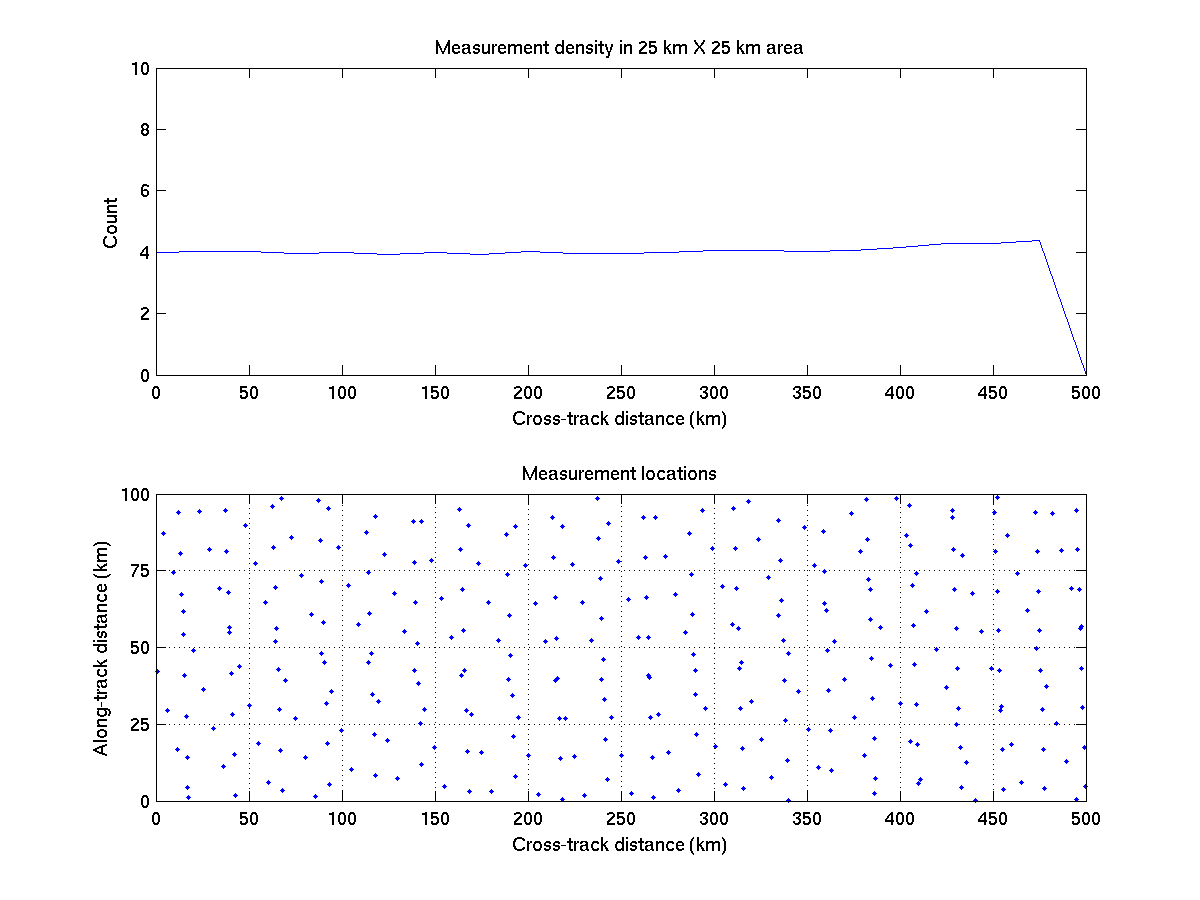 Measurement density in 25 km X 25 km area
10
8
6
4
2
0
Count
0 50 100 150 200 250 300 350 400 450 500
Cross-track distance (km)
Measurement locations
100
75
50
25
0
Along-track distance (km)
0 50 100 150 200 250 300 350 400 450 500
Cross-track distance (km)